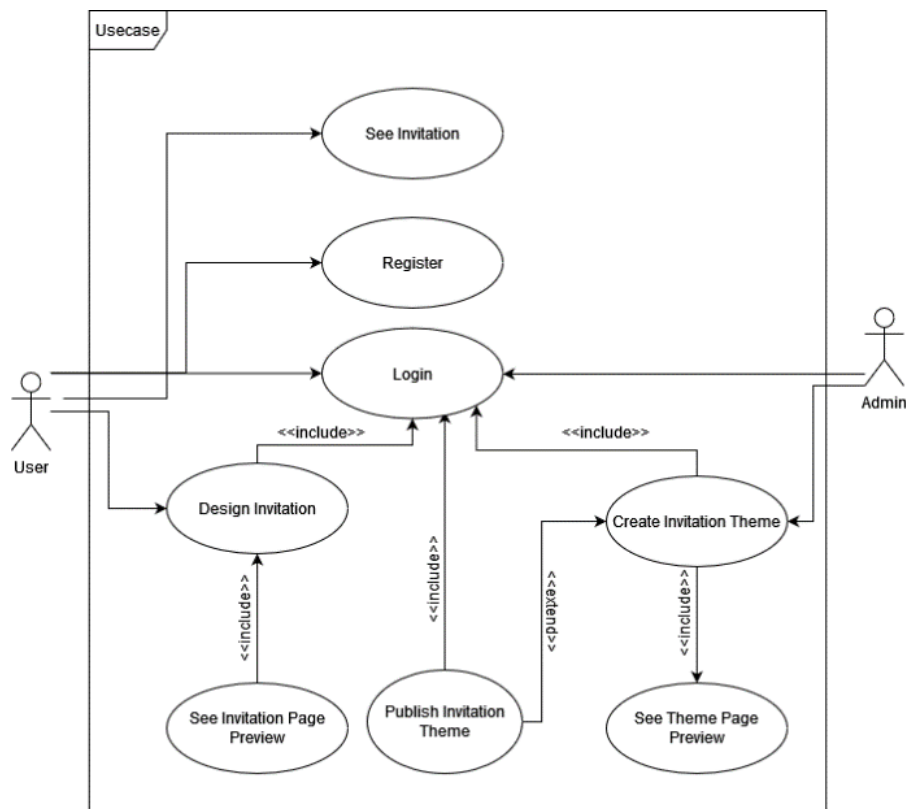 Usecase
See Invitation
Register
Login
User
Admin
<<include>>
<<include>>
Design Invitation
Create Invitation Theme
<<include>>
<<include>>
<<extend>>
<<include>>
See Invitation Page
Preview
Publish Invitation
Theme
See Theme Page
Preview